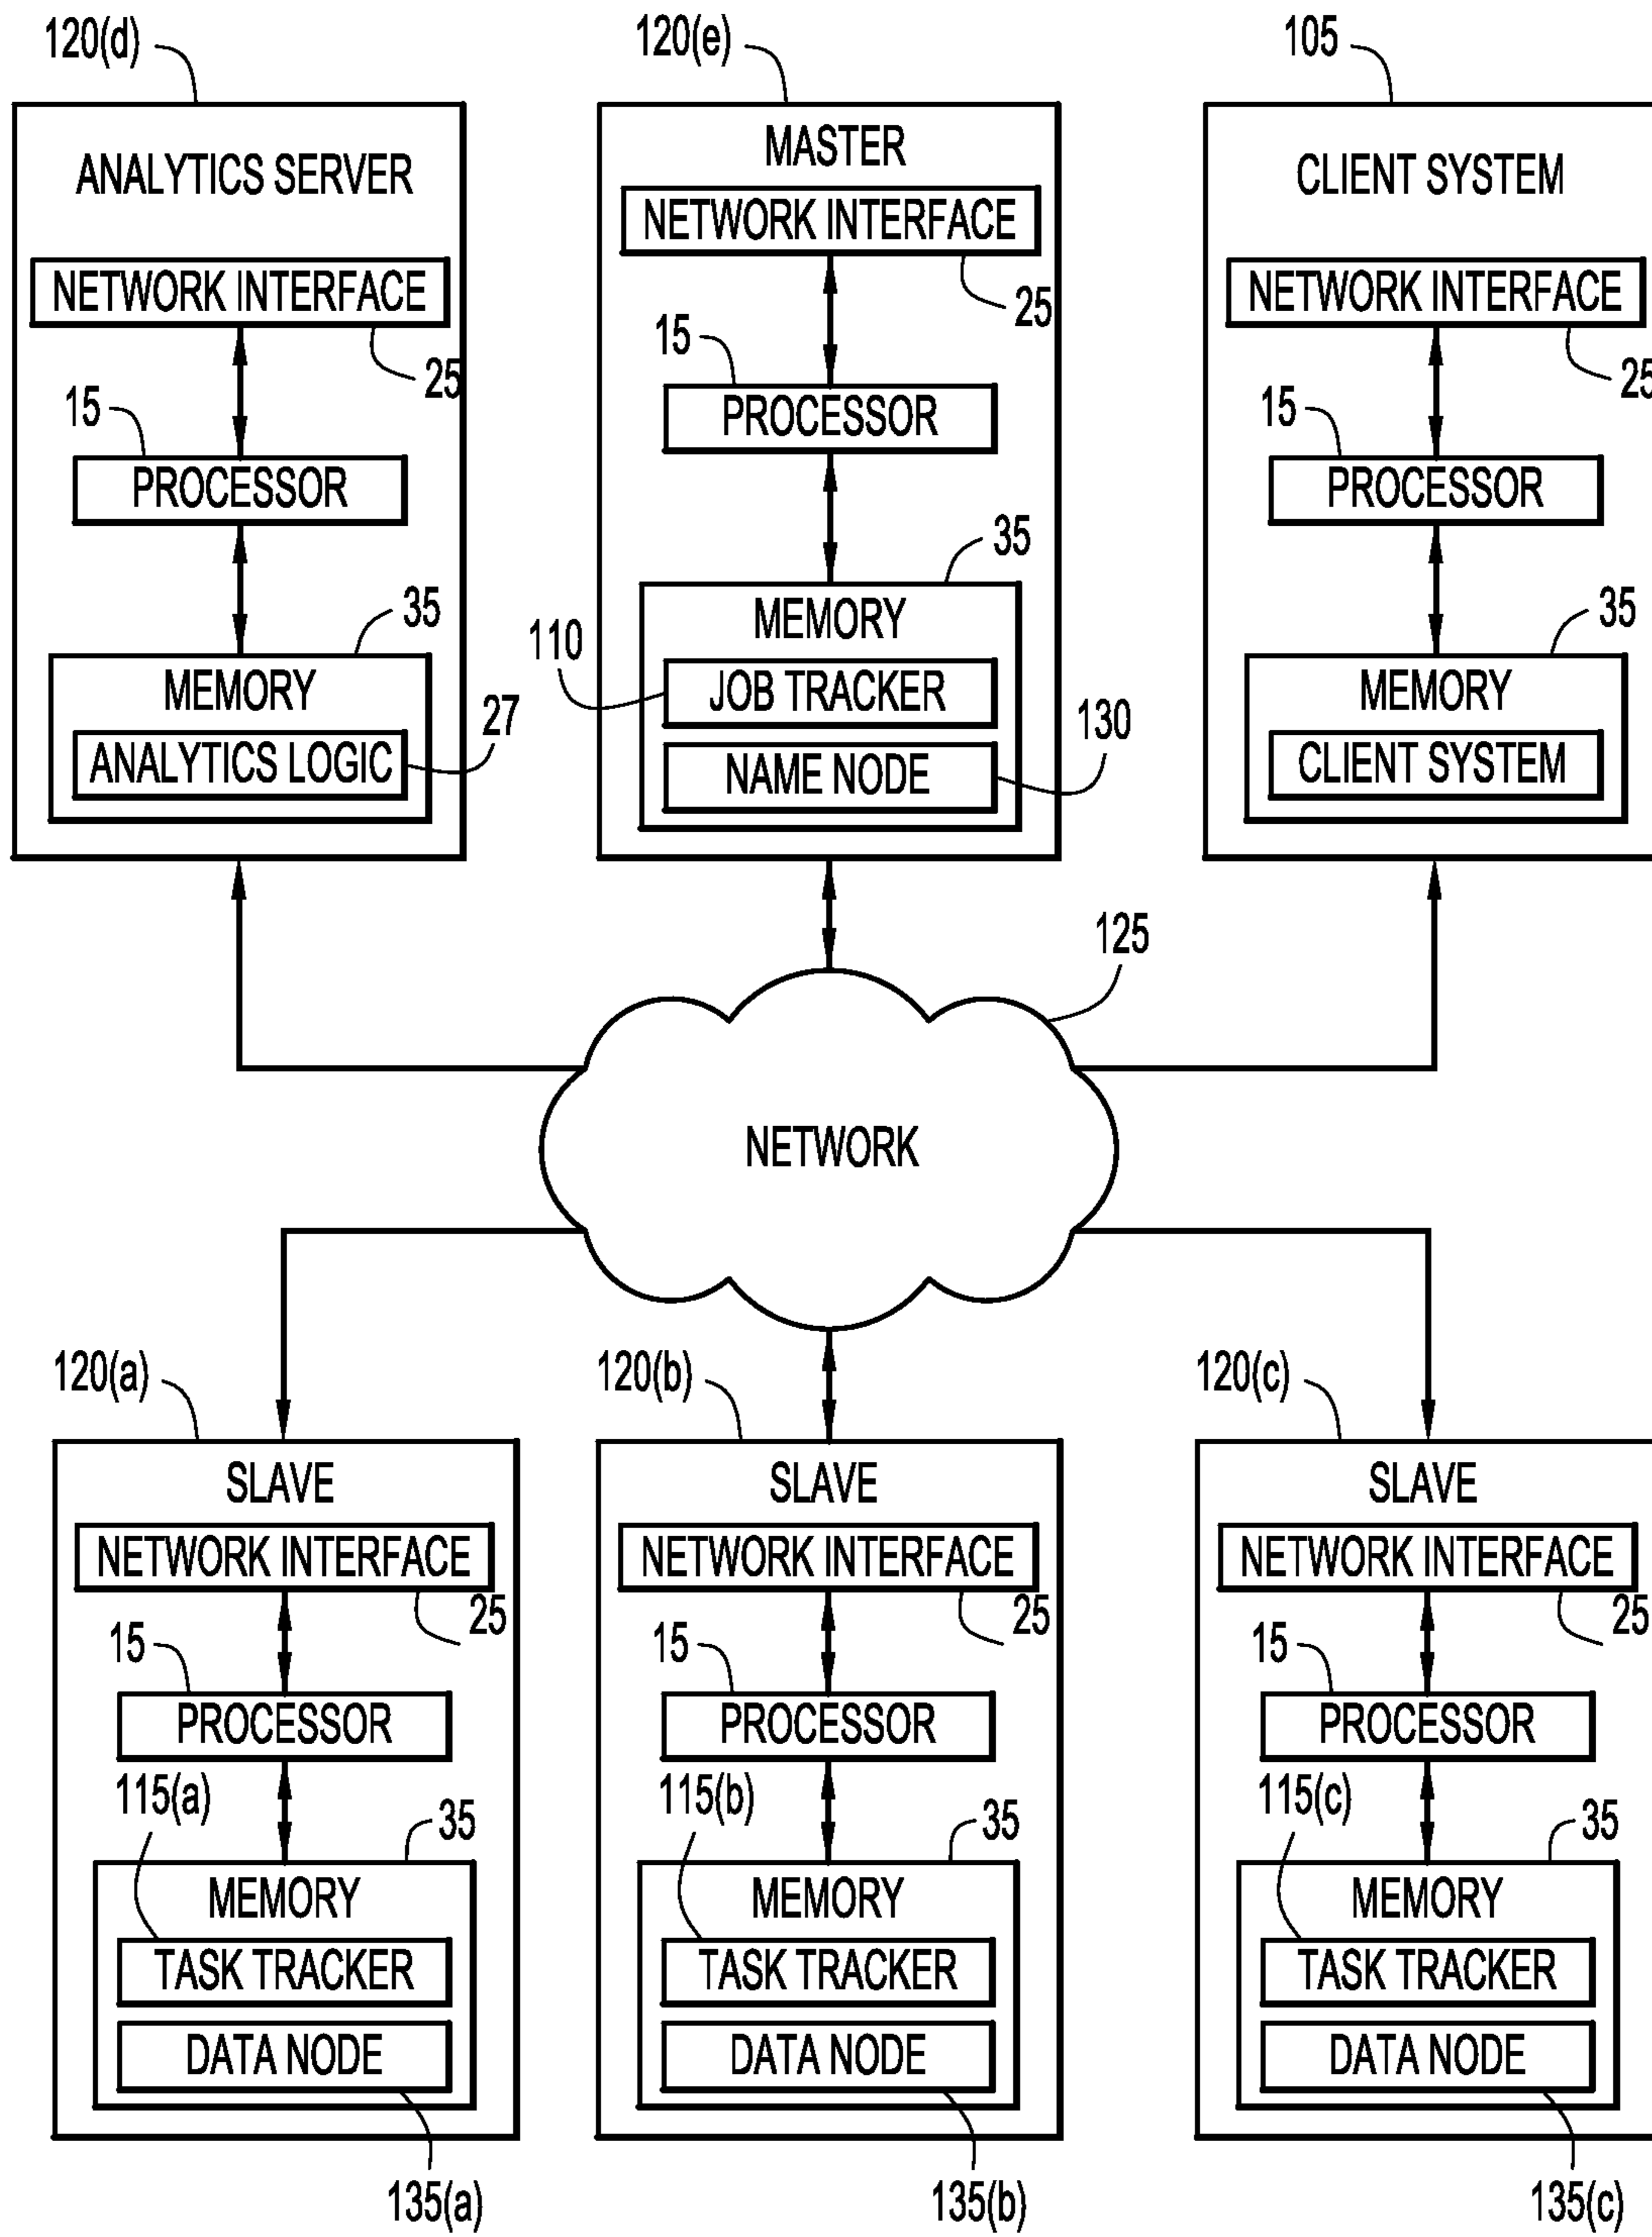 120(d)
120(e)
105
ANALYTICS SERVER
NETWORK INTERFACE
25
15
PROCESSOR
35
MEMORY
27
ANALYTICS LOGIC
MASTER
NETWORK INTERFACE
25
15
PROCESSOR
35
MEMORY
110
JOB TRACKER
130
NAME NODE
CLIENT SYSTEM
NETWORK INTERFACE
25
15
PROCESSOR
35
MEMORY
CLIENT SYSTEM
125
NETWORK
120(a)
SLAVE
NETWORK INTERFACE
25
15
PROCESSOR
115(a)
35
MEMORY
TASK TRACKER
DATA NODE
135(a)
120(b)
SLAVE
NETWORK INTERFACE
25
15
PROCESSOR
115(b)
35
MEMORY
TASK TRACKER
DATA NODE
135(b)
120(c)
SLAVE
NETWORK INTERFACE
25
15
PROCESSOR
115(c)
35
MEMORY
TASK TRACKER
DATA NODE
135(c)